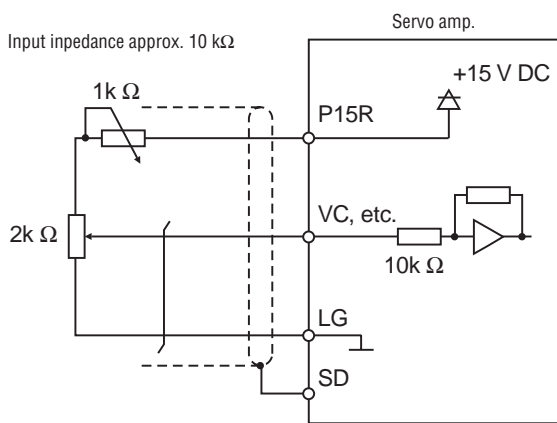 Servo amp.
Input inpedance approx. 10 kΩ
+15 V DC
1k Ω
P15R
VC, etc.
2k Ω
10k Ω
LG
SD